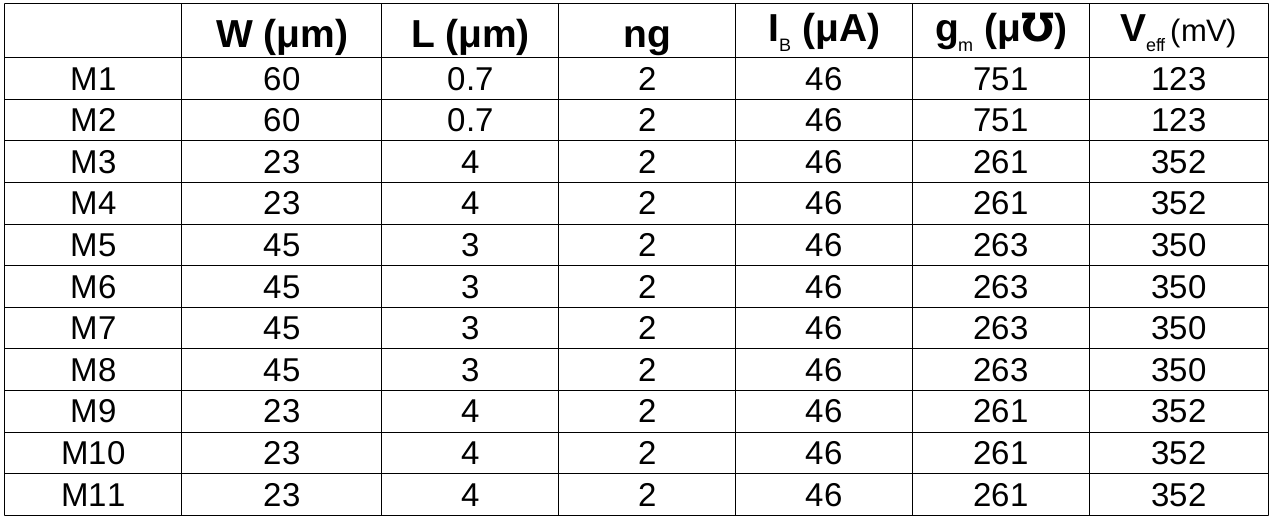 W (µm) L (µm) ng I_B (µA) g_m (µ℧) V_eff (mV)
M1 60 0.7 2 46 751 123
M2 60 0.7 2 46 751 123
M3 23 4 2 46 261 352
M4 23 4 2 46 261 352
M5 45 3 2 46 263 350
M6 45 3 2 46 263 350
M7 45 3 2 46 263 350
M8 45 3 2 46 263 350
M9 23 4 2 46 261 352
M10 23 4 2 46 261 352
M11 23 4 2 46 261 352